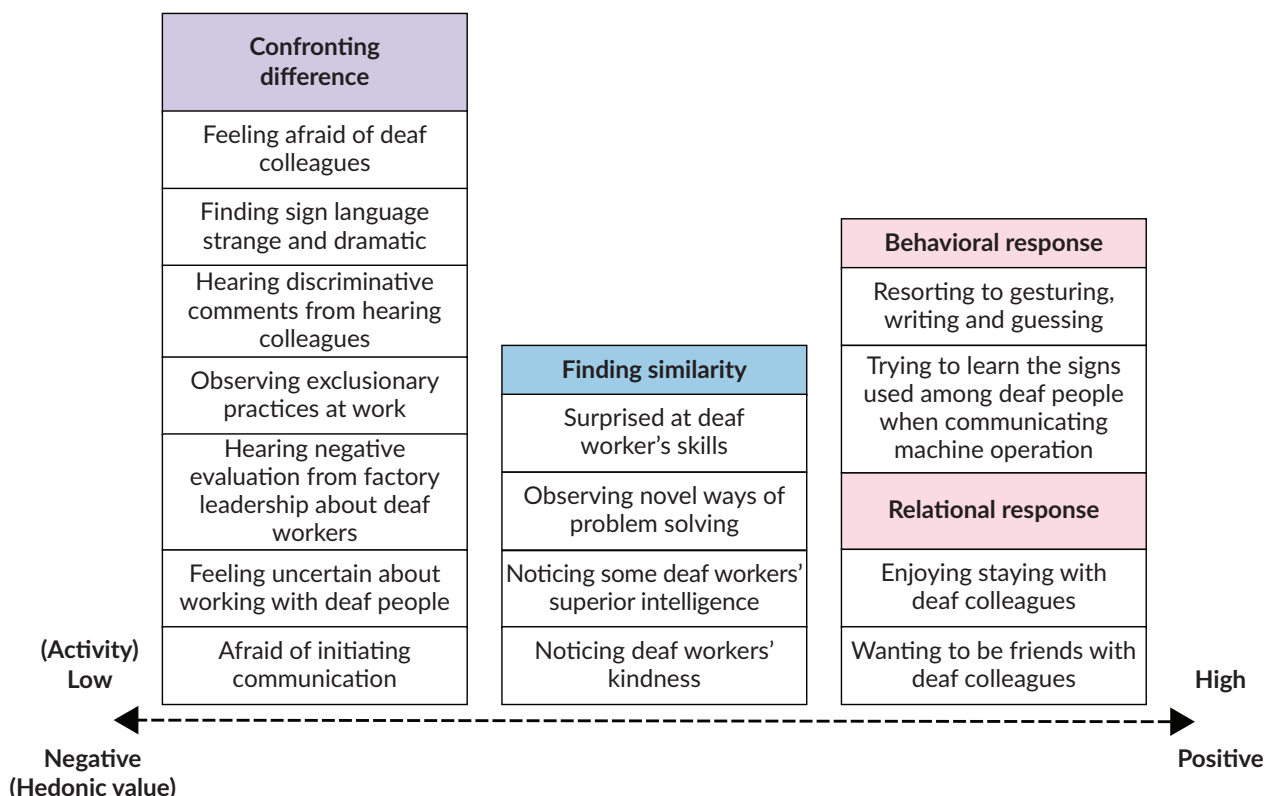 Confronting
difference
Feeling afraid of deaf
colleagues
Finding sign language
strange and dramatic
Hearing discriminative
comments from hearing
colleagues
Observing exclusionary
practices at work
Hearing negative
evaluation from factory
leadership about deaf
workers
Feeling uncertain about
working with deaf people
Afraid of initiating
communication
Finding similarity
Surprised at deaf
worker's skills
Observing novel ways of
problem solving
Noticing some deaf workers'
superior intelligence
Noticing deaf workers'
kindness
Behavioral response
Resorting to gesturing,
writing and guessing
Trying to learn the signs
used among deaf people
when communicating
machine operation
Relational response
Enjoying staying with
deaf colleagues
Wanting to be friends with
deaf colleagues
(Activity)
Low
High
Negative
(Hedonic value)
Positive